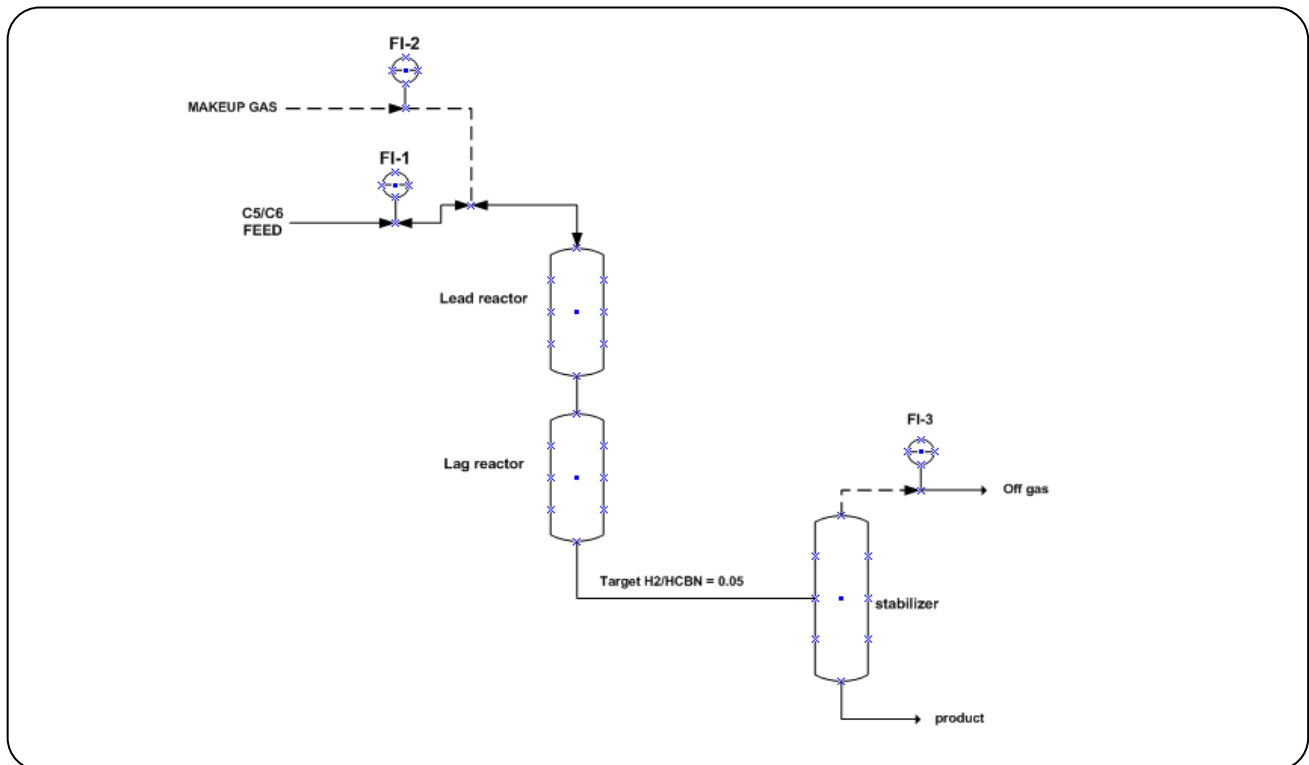 FI-2
MAKEUP GAS
FI-1
C5/C6
FEED
Lead reactor
FI-3
Lag reactor
Off gas
Target H2/HCBN = 0.05
stabilizer
product